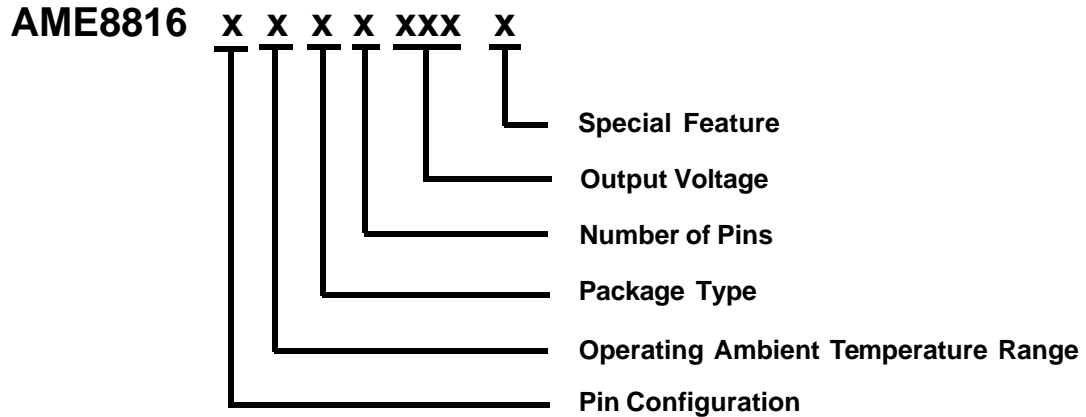 AME8816 x x x x xxx x
Special Feature
Output Voltage
Number of Pins
Package Type
Operating Ambient Temperature Range
Pin Configuration